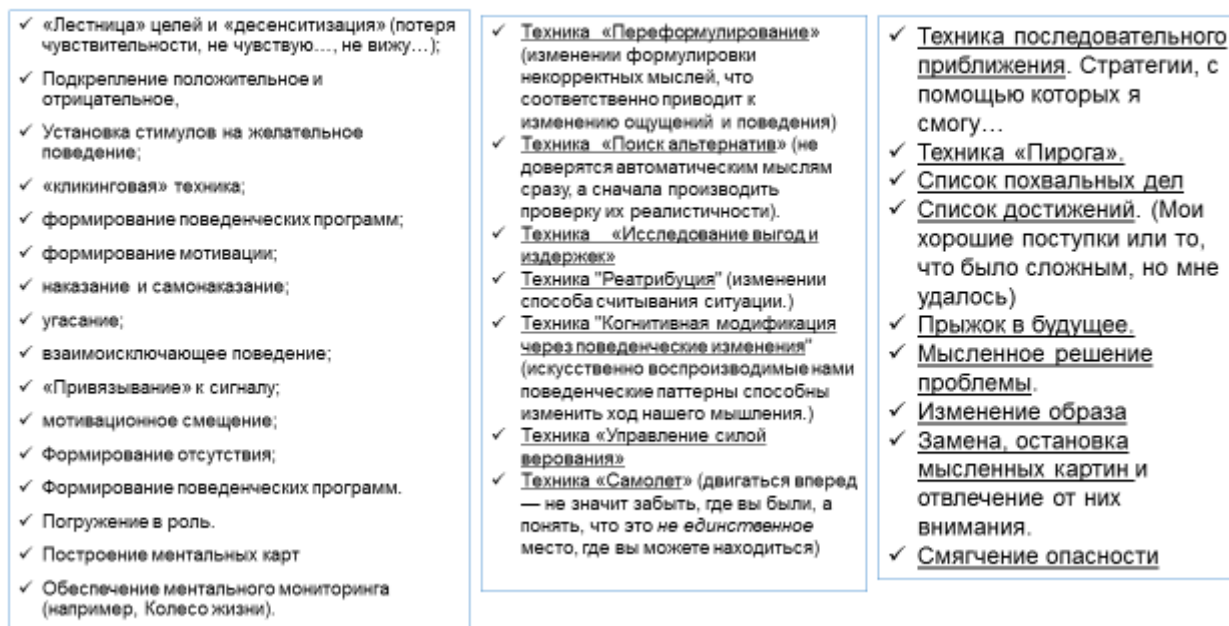 ✓ «Лестница» целей и «десенситизация» (потеря
чувствительности, не чувствую…, не вижу…);
✓ Подкрепление положительное и
отрицательное,
✓ Установка стимулов на желательное
поведение;
✓ «кликинговая» техника;
✓ формирование поведенческих программ;
✓ формирование мотивации;
✓ наказание и самонаказание;
✓ угасание;
✓ взаимоисключающее поведение;
✓ «Привязывание» к сигналу;
✓ мотивационное смещение;
✓ Формирование отсутствия;
✓ Формирование поведенческих программ.
✓ Погружение в роль.
✓ Построение ментальных карт
✓ Обеспечение ментального мониторинга
(например, Колесо жизни).
✓ Техника «Переформулирование»
(изменении формулировки
некорректных мыслей, что
соответственно приводит к
изменению ощущений и поведения)
✓ Техника «Поиск альтернатив» (не
доверятся автоматическим мыслям
сразу, а сначала производить
проверку их реалистичности).
✓ Техника «Исследование выгод и
издержек»
✓ Техника "Реатрибуция" (изменении
способа считывания ситуации.)
✓ Техника "Когнитивная модификация
через поведенческие изменения"
(искусственно воспроизводимые нами
поведенческие паттерны способны
изменить ход нашего мышления.)
✓ Техника «Управление силой
верования»
✓ Техника «Самолет» (двигаться вперед
— не значит забыть, где вы были, а
понять, что это не единственное
место, где вы можете находиться)
✓ Техника последовательного
приближения. Стратегии, с
помощью которых я
смогу…
✓ Техника «Пирога».
✓ Список похвальных дел
✓ Список достижений. (Мои
хорошие поступки или то,
что было сложным, но мне
удалось)
✓ Прыжок в будущее.
✓ Мысленное решение
проблемы.
✓ Изменение образа
✓ Замена, остановка
мысленных картин и
отвлечение от них
внимания.
✓ Смягчение опасности